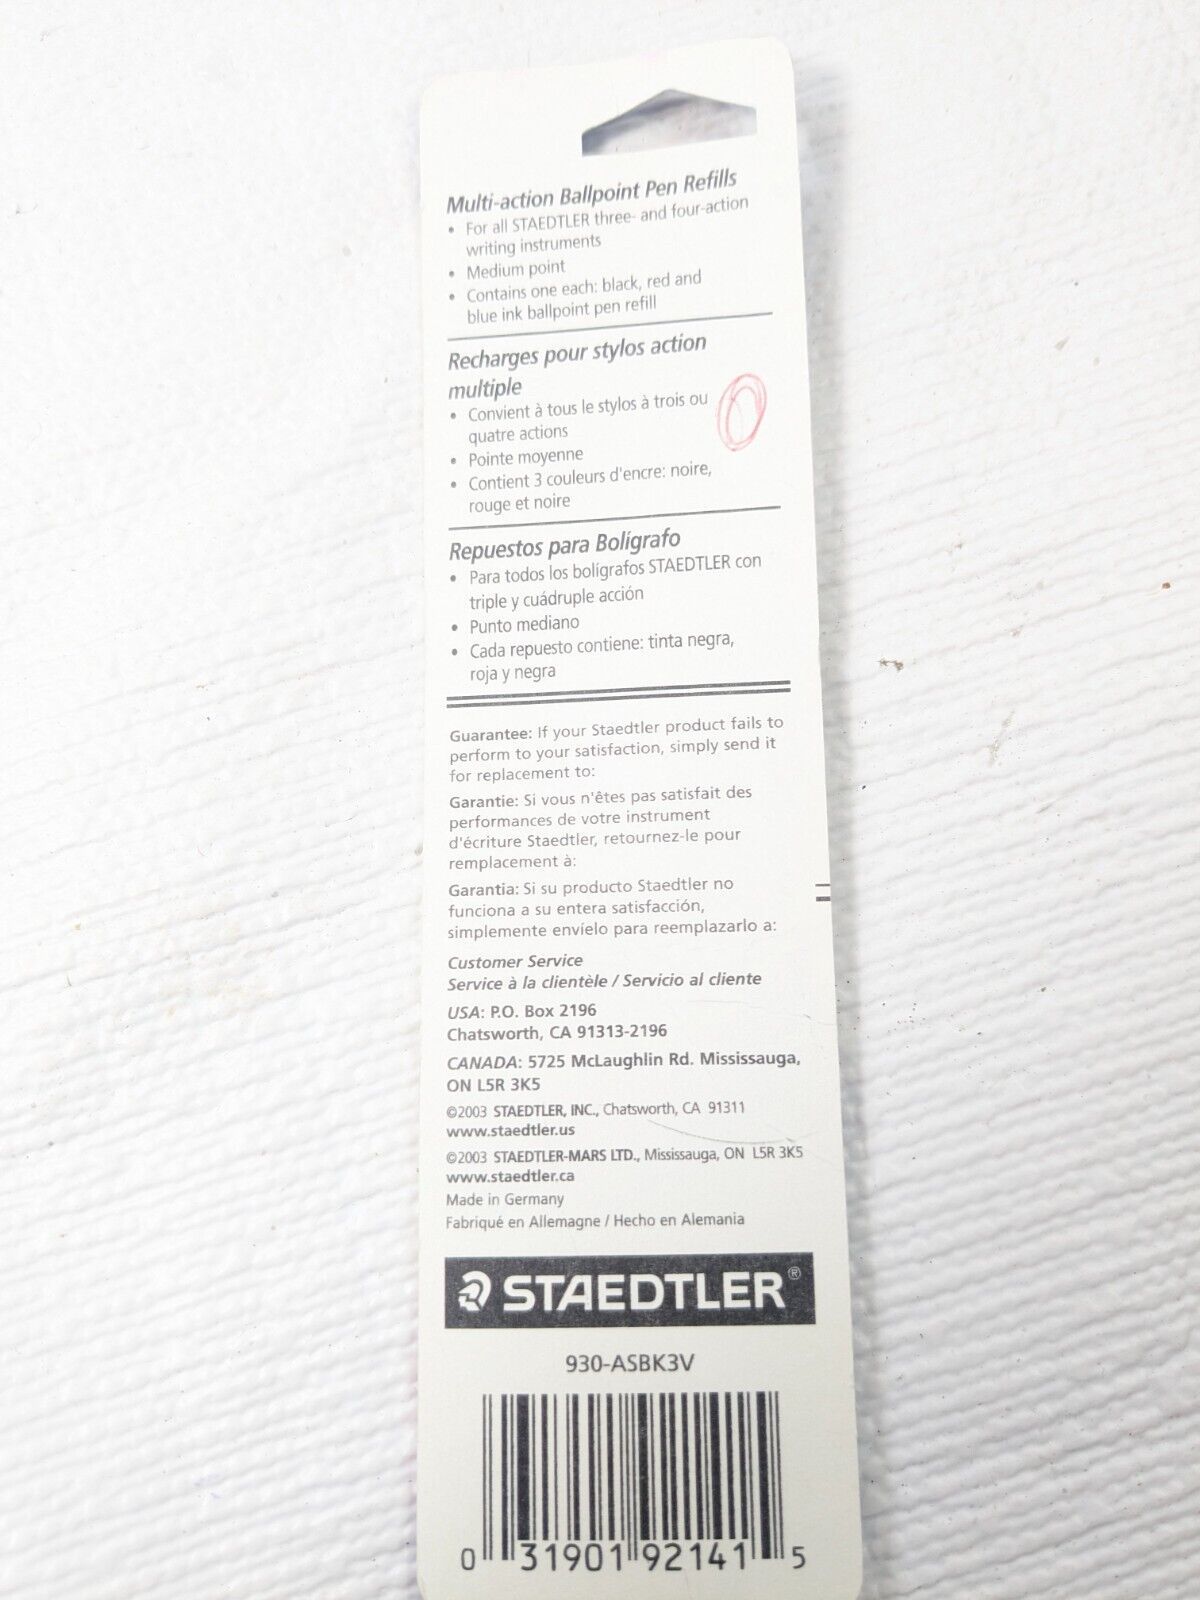 Multi-action Ballpoint Pen Refills
• For all STAEDTLER three- and four-action
writing instruments
• Medium point
• Contains one each: black, red and
blue ink ballpoint pen refill
Recharges pour stylos action
multiple
• Convient à tous le stylos à trois ou
quatre actions
• Pointe moyenne
• Contient 3 couleurs d'encre: noire,
rouge et noire
Repuestos para Bolígrafo
• Para todos los bolígrafos STAEDTLER con
triple y cuádruple acción
• Punto mediano
• Cada repuesto contiene: tinta negra,
roja y negra
Guarantee: If your Staedtler product fails to
perform to your satisfaction, simply send it
for replacement to:
Garantie: Si vous n'êtes pas satisfait des
performances de votre instrument
d'écriture Staedtler, retournez-le pour
remplacement à:
Garantia: Si su producto Staedtler no
funciona a su entera satisfacción,
simplemente envíelo para reemplazarlo a:
Customer Service
Service à la clientèle / Servicio al cliente
USA: P.O. Box 2196
Chatsworth, CA 91313-2196
CANADA: 5725 McLaughlin Rd. Mississauga,
ON L5R 3K5
©2003 STAEDTLER, INC., Chatsworth, CA 91311
www.staedtler.us
©2003 STAEDTLER-MARS LTD., Mississauga, ON L5R 3K5
www.staedtler.ca
Made in Germany
Fabriqué en Allemagne / Hecho en Alemania
STAEDTLER®
930-ASBK3V
0 31901 92141 5